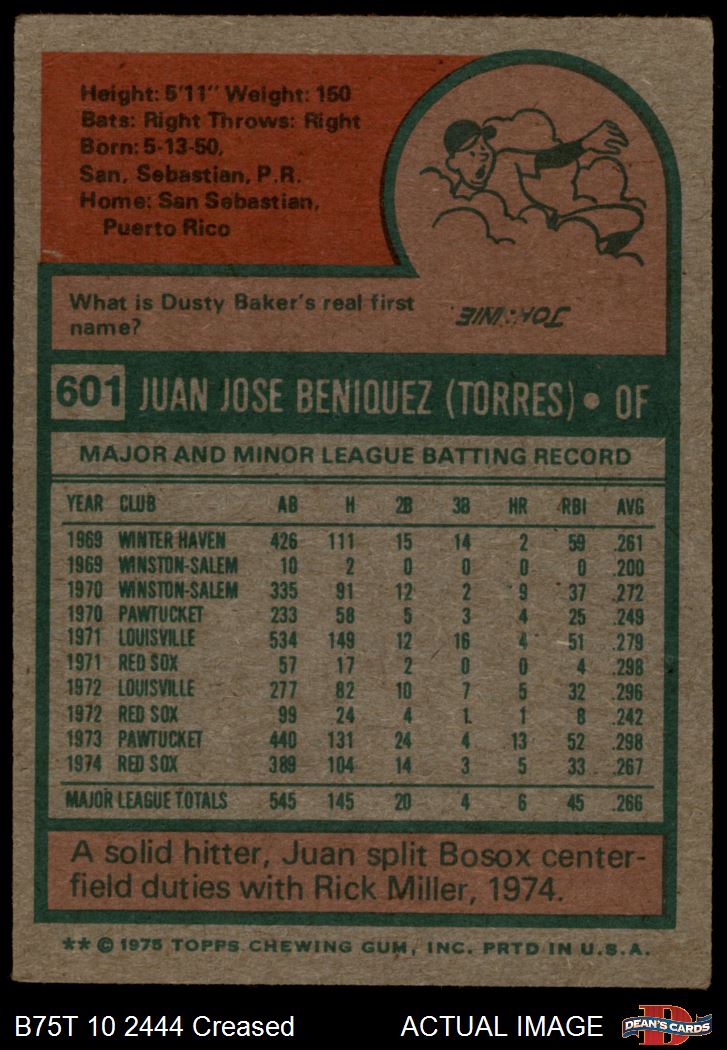 Height: 5'11" Weight: 150
Bats: Right Throws: Right
Born: 5-13-50,
San. Sebastian, P.R.
Home: San Sebastian,
Puerto Rico
What is Dusty Baker's real first
name?
JOHNNIE
601 JUAN JOSE BENIQUEZ (TORRES) • OF
MAJOR AND MINOR LEAGUE BATTING RECORD
YEAR CLUB AB H 2B 3B HR RBI AVG
1969 WINTER HAVEN 426 111 15 14 2 59 .261
1969 WINSTON-SALEM 10 2 0 0 0 0 .200
1970 WINSTON-SALEM 335 91 12 2 9 37 .272
1970 PAWTUCKET 233 58 5 3 4 25 .249
1971 LOUISVILLE 534 149 12 16 4 51 .279
1971 RED SOX 57 17 2 0 0 4 .298
1972 LOUISVILLE 277 82 10 7 5 32 .296
1972 RED SOX 99 24 4 1 1 8 .242
1973 PAWTUCKET 440 131 24 4 13 52 .298
1974 RED SOX 389 104 14 3 5 33 .267
MAJOR LEAGUE TOTALS 545 145 20 4 6 45 .266
A solid hitter, Juan split Bosox center-
field duties with Rick Miller, 1974.
** © 1975 TOPPS CHEWING GUM, INC. PRTD IN U.S.A.
B75T 10 2444 Creased ACTUAL IMAGE D DEAN'S CARDS